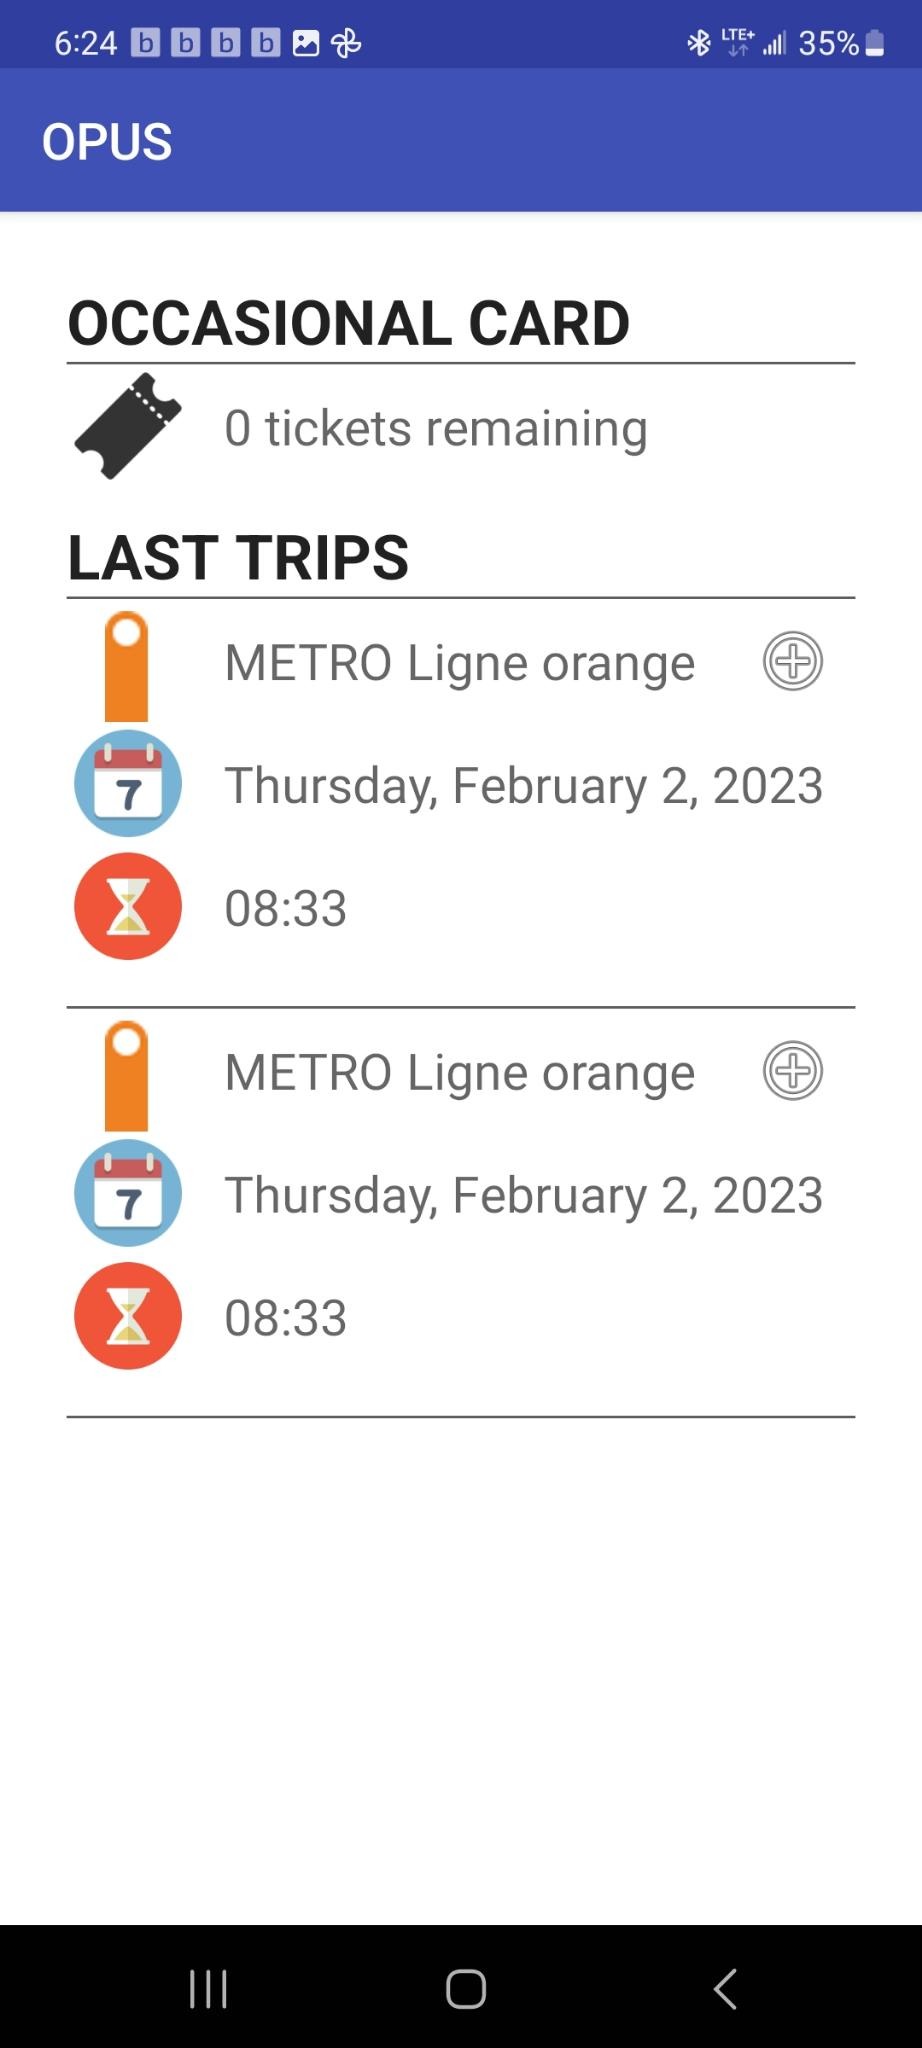 6:24 b b b b LTE+ 35%
OPUS
OCCASIONAL CARD
0 tickets remaining
LAST TRIPS
METRO Ligne orange
7 Thursday, February 2, 2023
08:33
METRO Ligne orange
7 Thursday, February 2, 2023
08:33